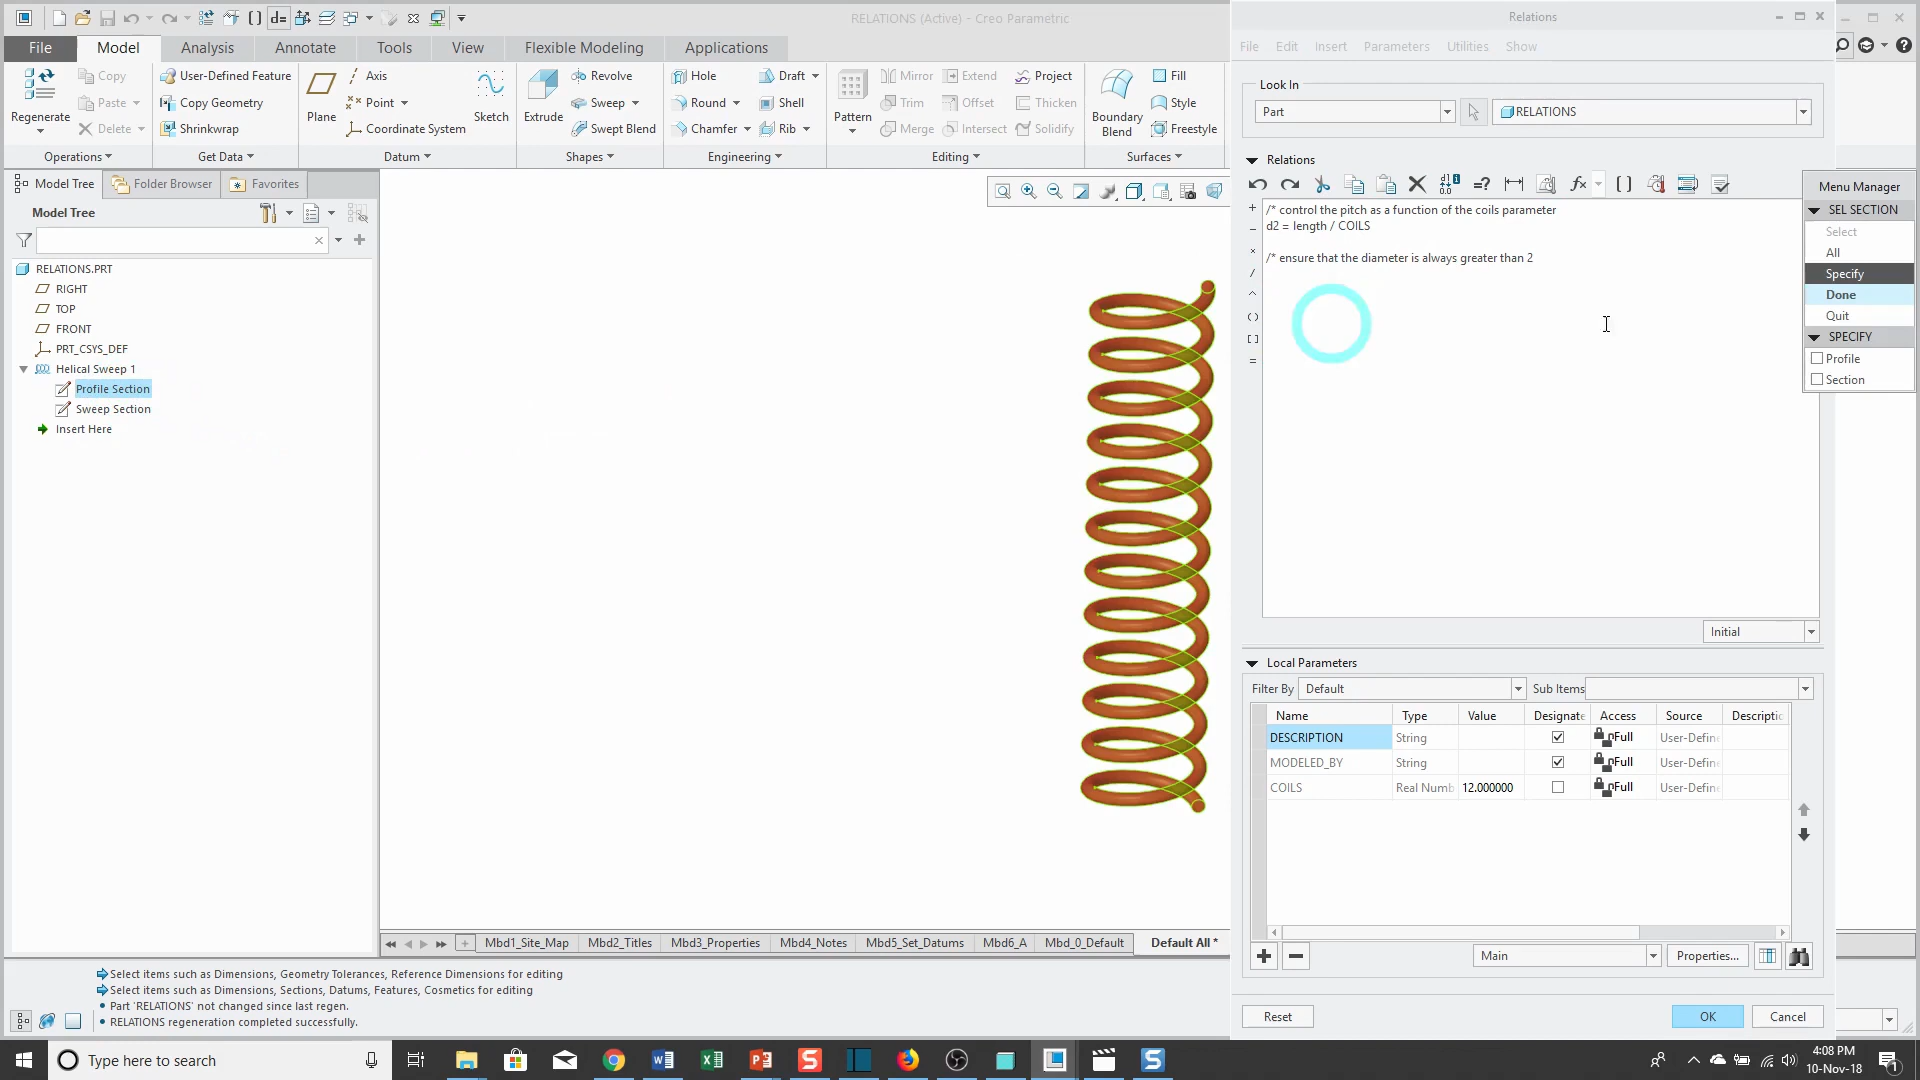 RELATIONS (Active) - Creo Parametric
File Model Analysis Annotate Tools View Flexible Modeling Applications
Regenerate
Copy
Paste
Delete
Operations
User-Defined Feature
Copy Geometry
Shrinkwrap
Get Data
Plane
Axis
Point
Coordinate System
Sketch
Datum
Extrude
Revolve
Sweep
Swept Blend
Shapes
Hole
Round
Chamfer
Draft
Shell
Rib
Engineering
Pattern
Mirror
Trim
Merge
Extend
Offset
Intersect
Project
Thicken
Solidify
Editing
Boundary
Blend
Fill
Style
Freestyle
Surfaces
Model Tree Folder Browser Favorites
Model Tree
RELATIONS.PRT
RIGHT
TOP
FRONT
PRT_CSYS_DEF
Helical Sweep 1
Profile Section
Sweep Section
Insert Here
Mbd1_Site_Map Mbd2_Titles Mbd3_Properties Mbd4_Notes Mbd5_Set_Datums Mbd6_A Mbd_0_Default Default All *
Select items such as Dimensions, Geometry Tolerances, Reference Dimensions for editing
Select items such as Dimensions, Sections, Datums, Features, Cosmetics for editing
• Part 'RELATIONS' not changed since last regen.
• RELATIONS regeneration completed successfully.
Relations
File Edit Insert Parameters Utilities Show
Look In
Part RELATIONS
Relations
/* control the pitch as a function of the coils parameter
d2 = length / COILS
/* ensure that the diameter is always greater than 2
Initial
Menu Manager
SEL SECTION
Select
All
Specify
Done
Quit
SPECIFY
Profile
Section
Local Parameters
Filter By Default Sub Items
Name Type Value Designate Access Source Descriptic
DESCRIPTION String Full User-Define
MODELED_BY String Full User-Define
COILS Real Numb 12.000000 Full User-Define
Main Properties...
Reset OK Cancel
Type here to search
4:08 PM
10-Nov-18